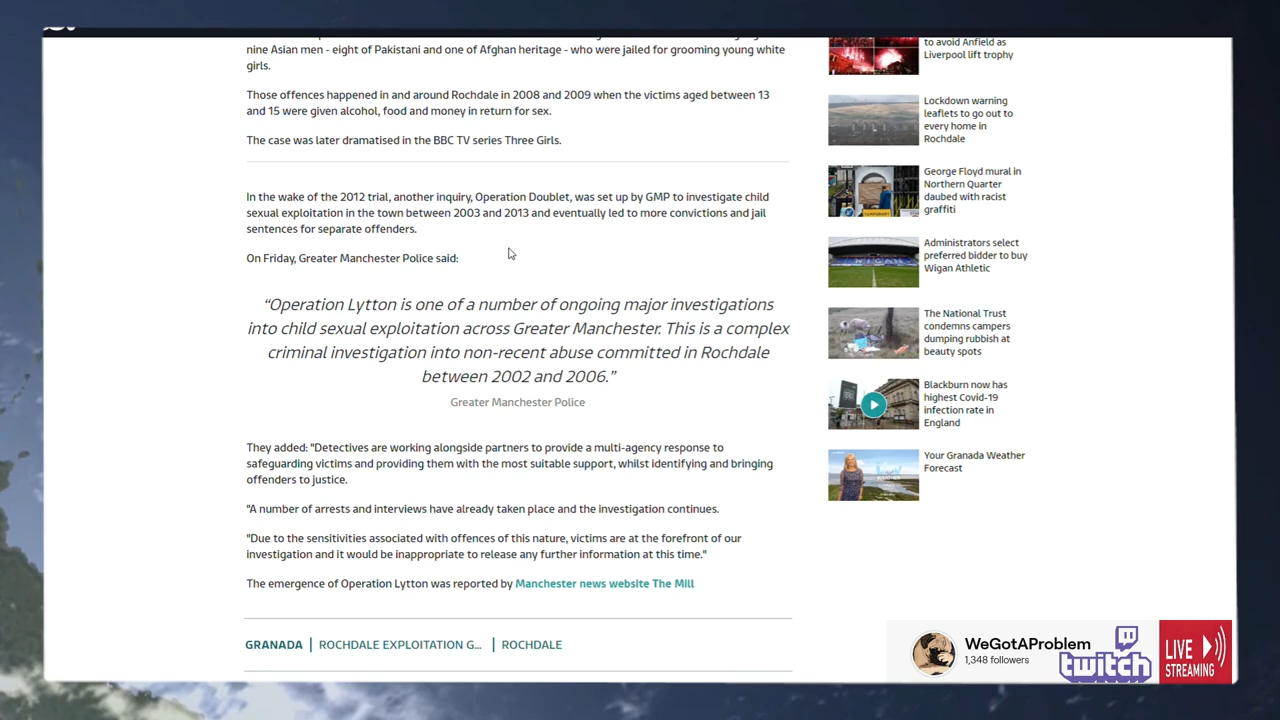 nine Asian men - eight of Pakistani and one of Afghan heritage - who were jailed for grooming young white
girls.
Those offences happened in and around Rochdale in 2008 and 2009 when the victims aged between 13
and 15 were given alcohol, food and money in return for sex.
The case was later dramatised in the BBC TV series Three Girls.
In the wake of the 2012 trial, another inquiry, Operation Doublet, was set up by GMP to investigate child
sexual exploitation in the town between 2003 and 2013 and eventually led to more convictions and jail
sentences for separate offenders.
On Friday, Greater Manchester Police said:
“Operation Lytton is one of a number of ongoing major investigations
into child sexual exploitation across Greater Manchester. This is a complex
criminal investigation into non-recent abuse committed in Rochdale
between 2002 and 2006.”
Greater Manchester Police
They added: "Detectives are working alongside partners to provide a multi-agency response to
safeguarding victims and providing them with the most suitable support, whilst identifying and bringing
offenders to justice.
"A number of arrests and interviews have already taken place and the investigation continues.
"Due to the sensitivities associated with offences of this nature, victims are at the forefront of our
investigation and it would be inappropriate to release any further information at this time."
The emergence of Operation Lytton was reported by Manchester news website The Mill
GRANADA | ROCHDALE EXPLOITATION G... | ROCHDALE
to avoid Anfield as
Liverpool lift trophy
Lockdown warning
leaflets to go out to
every home in
Rochdale
George Floyd mural in
Northern Quarter
daubed with racist
graffiti
Administrators select
preferred bidder to buy
Wigan Athletic
The National Trust
condemns campers
dumping rubbish at
beauty spots
Blackburn now has
highest Covid-19
infection rate in
England
Your Granada Weather
Forecast
WeGotAProblem
1,348 followers
twitch
LIVE
STREAMING